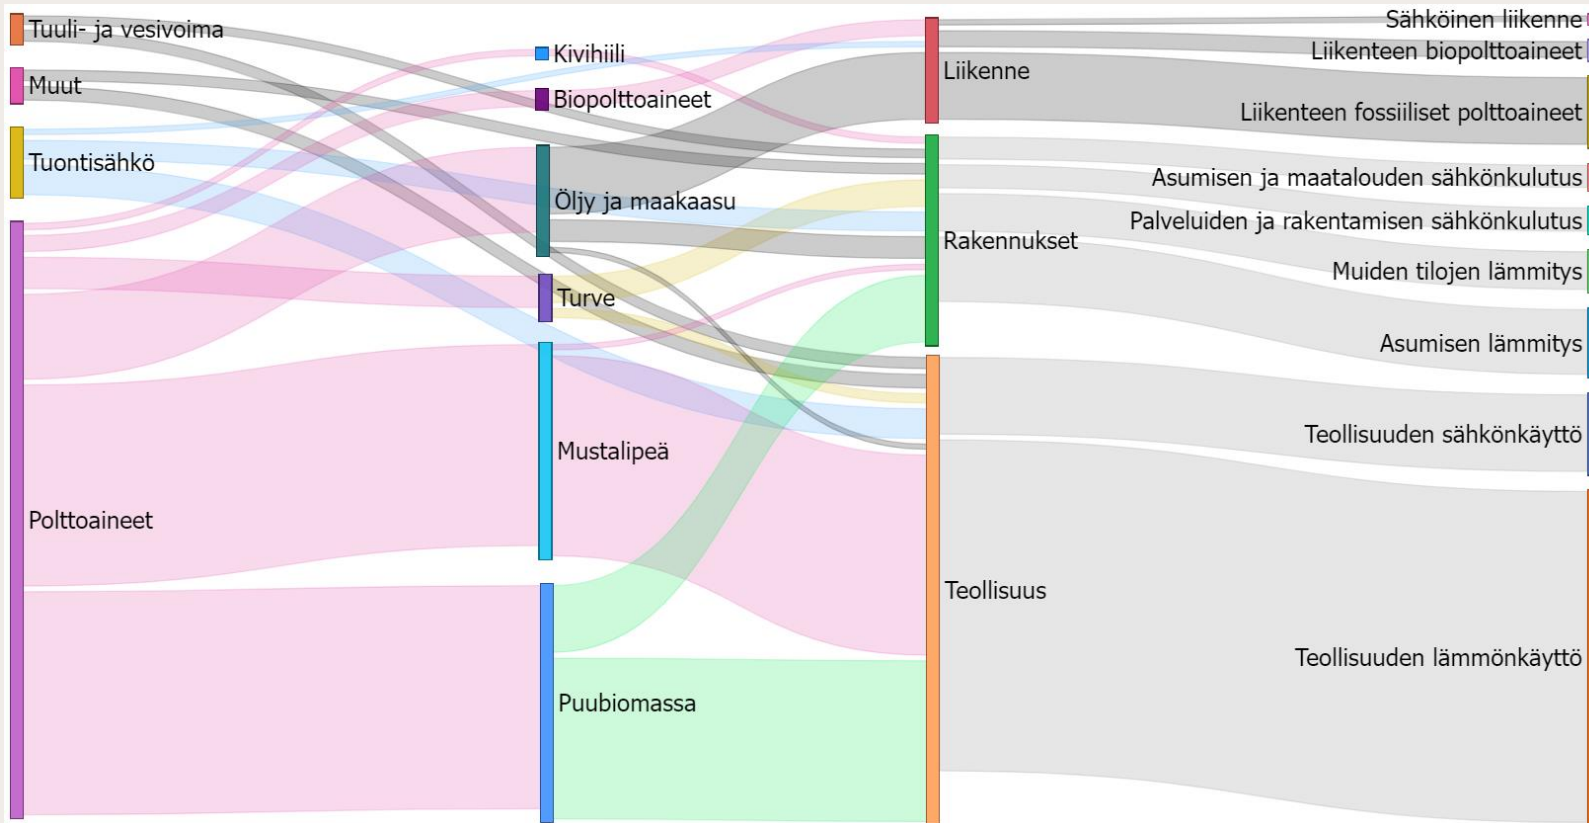 Tuuli- ja vesivoima
Muut
Tuontisähkö
Polttoaineet
Kivihiili
Biopolttoaineet
Öljy ja maakaasu
Turve
Mustalipeä
Puubiomassa
Liikenne
Rakennukset
Teollisuus
Sähköinen liikenne
Liikenteen biopolttoaineet
Liikenteen fossiiliset polttoaineet
Asumisen ja maatalouden sähkönkulutus
Palveluiden ja rakentamisen sähkönkulutus
Muiden tilojen lämmitys
Asumisen lämmitys
Teollisuuden sähkönkäyttö
Teollisuuden lämmönkäyttö